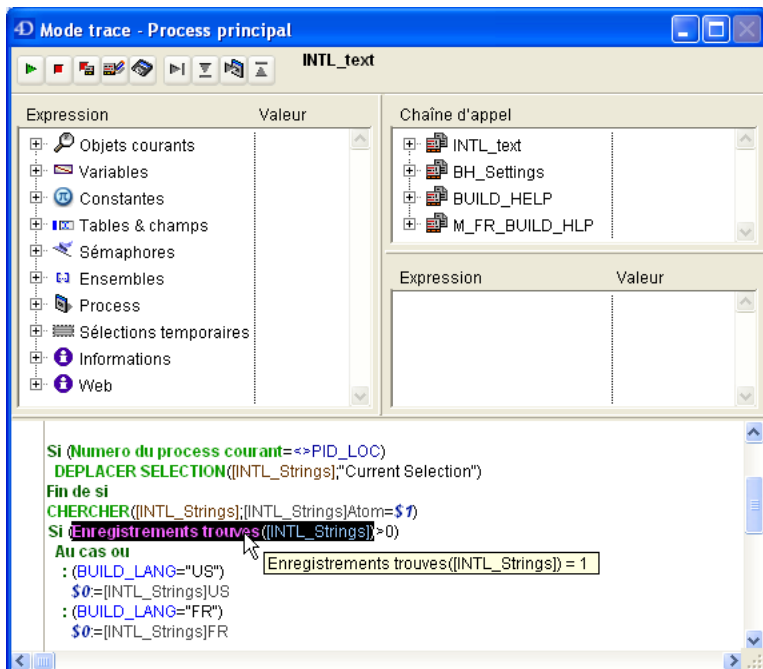 4D Mode trace - Process principal
INTL_text
Expression Valeur
Objets courants
Variables
Constantes
Tables & champs
Sémaphores
Ensembles
Process
Sélections temporaires
Informations
Web
Chaîne d'appel
INTL_text
BH_Settings
BUILD_HELP
M_FR_BUILD_HLP
Expression Valeur
Si (Numero du process courant=<>PID_LOC)
DEPLACER SELECTION([INTL_Strings];"Current Selection")
Fin de si
CHERCHER([INTL_Strings];[INTL_Strings]Atom=$1)
Si (Enregistrements trouves([INTL_Strings])>0)
Au cas ou
Enregistrements trouves([INTL_Strings]) = 1
: (BUILD_LANG="US")
$0:=[INTL_Strings]US
: (BUILD_LANG="FR")
$0:=[INTL_Strings]FR